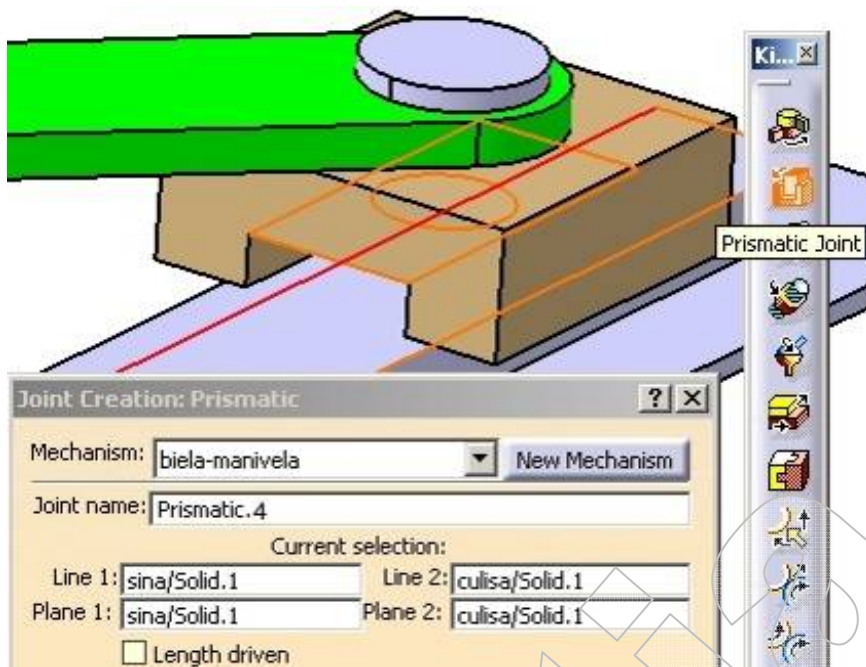 Ki...
Prismatic Joint
Joint Creation: Prismatic
Mechanism: biela-manivela New Mechanism
Joint name: Prismatic.4
Current selection:
Line 1: sina/Solid.1 Line 2: culisa/Solid.1
Plane 1: sina/Solid.1 Plane 2: culisa/Solid.1
Length driven